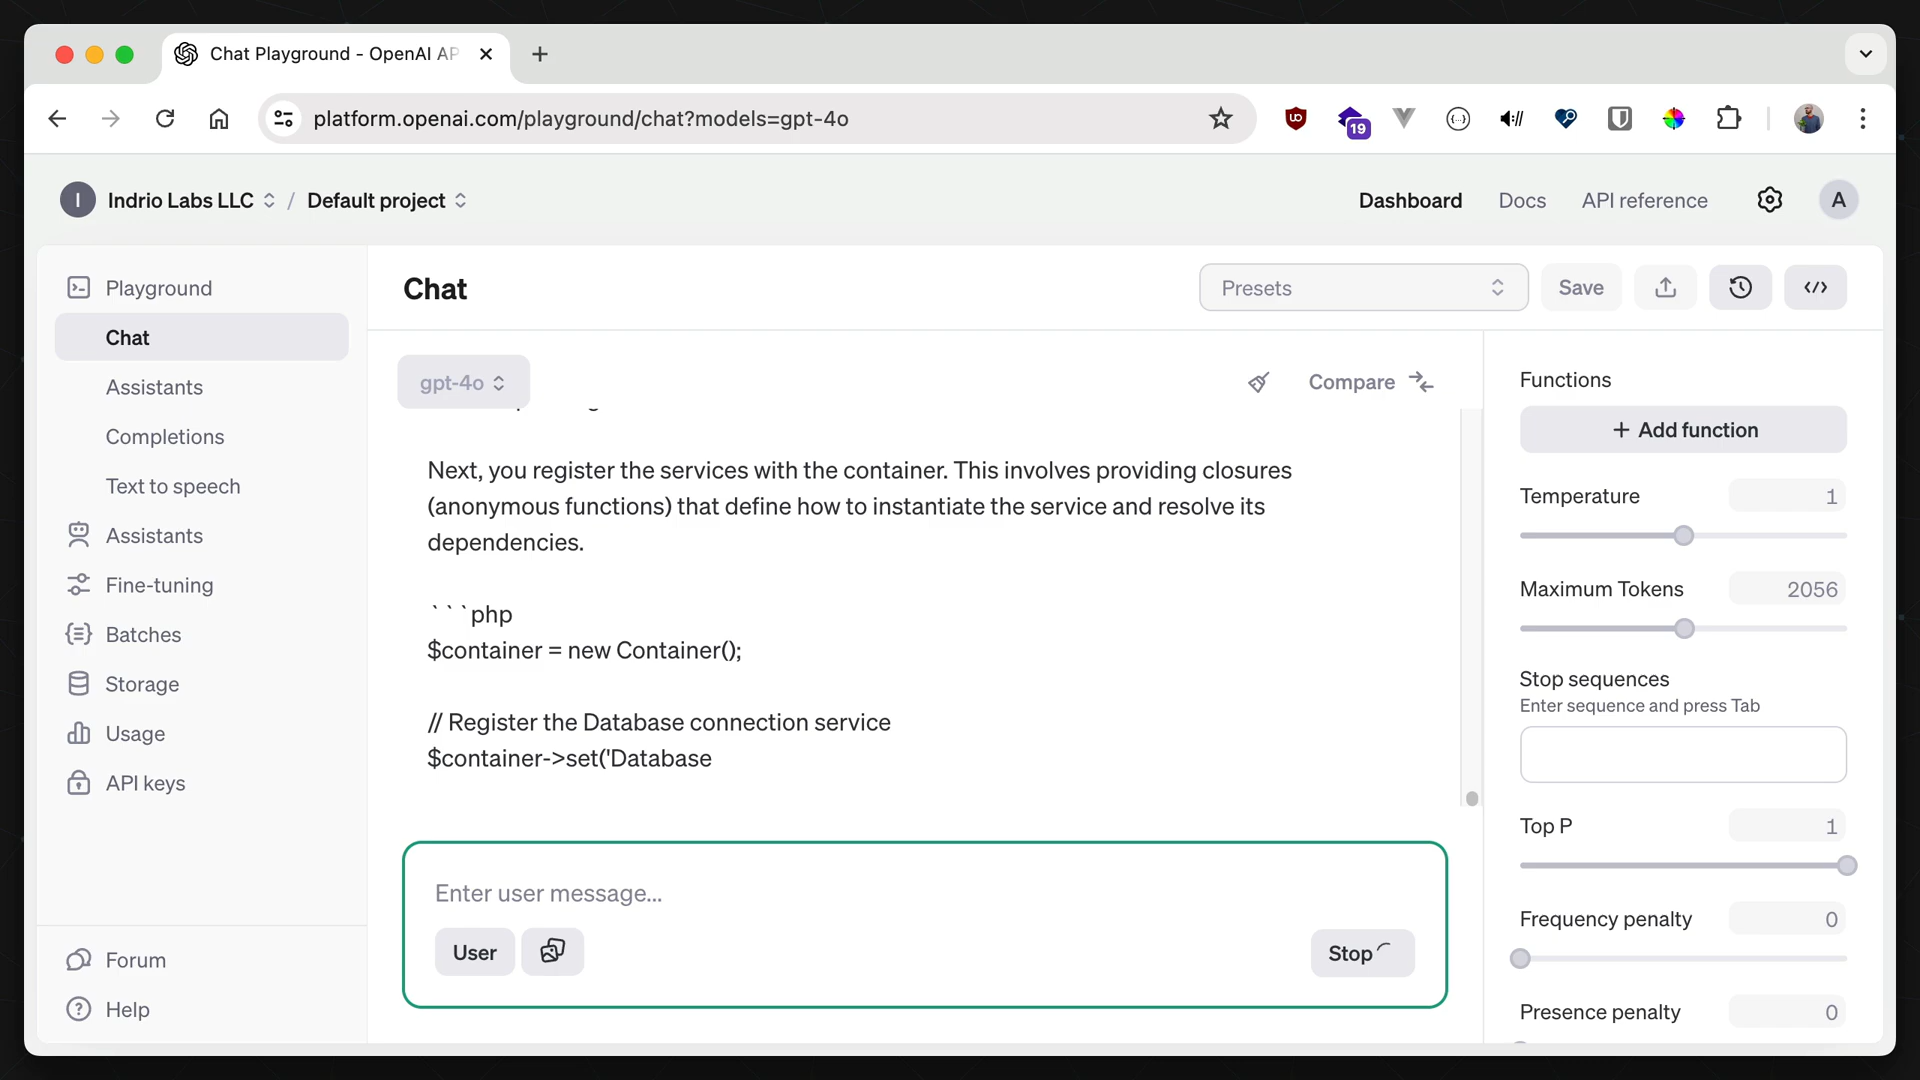 Chat Playground - OpenAI AP
platform.openai.com/playground/chat?models=gpt-4o
19
I
Indrio Labs LLC / Default project
Dashboard
Docs
API reference
A
Playground
Chat
Assistants
Completions
Text to speech
Assistants
Fine-tuning
Batches
Storage
Usage
API keys
Forum
Help
Chat
Presets
Save
gpt-4o
Compare
Next, you register the services with the container. This involves providing closures
(anonymous functions) that define how to instantiate the service and resolve its
dependencies.
```php
$container = new Container();
// Register the Database connection service
$container->set('Database
Enter user message...
User
Stop
Functions
+ Add function
Temperature 1
Maximum Tokens 2056
Stop sequences
Enter sequence and press Tab
Top P 1
Frequency penalty 0
Presence penalty 0